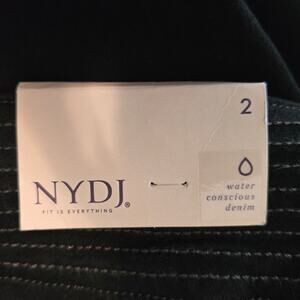 2
NYDJ®
FIT IS EVERYTHING
water
conscious
denim